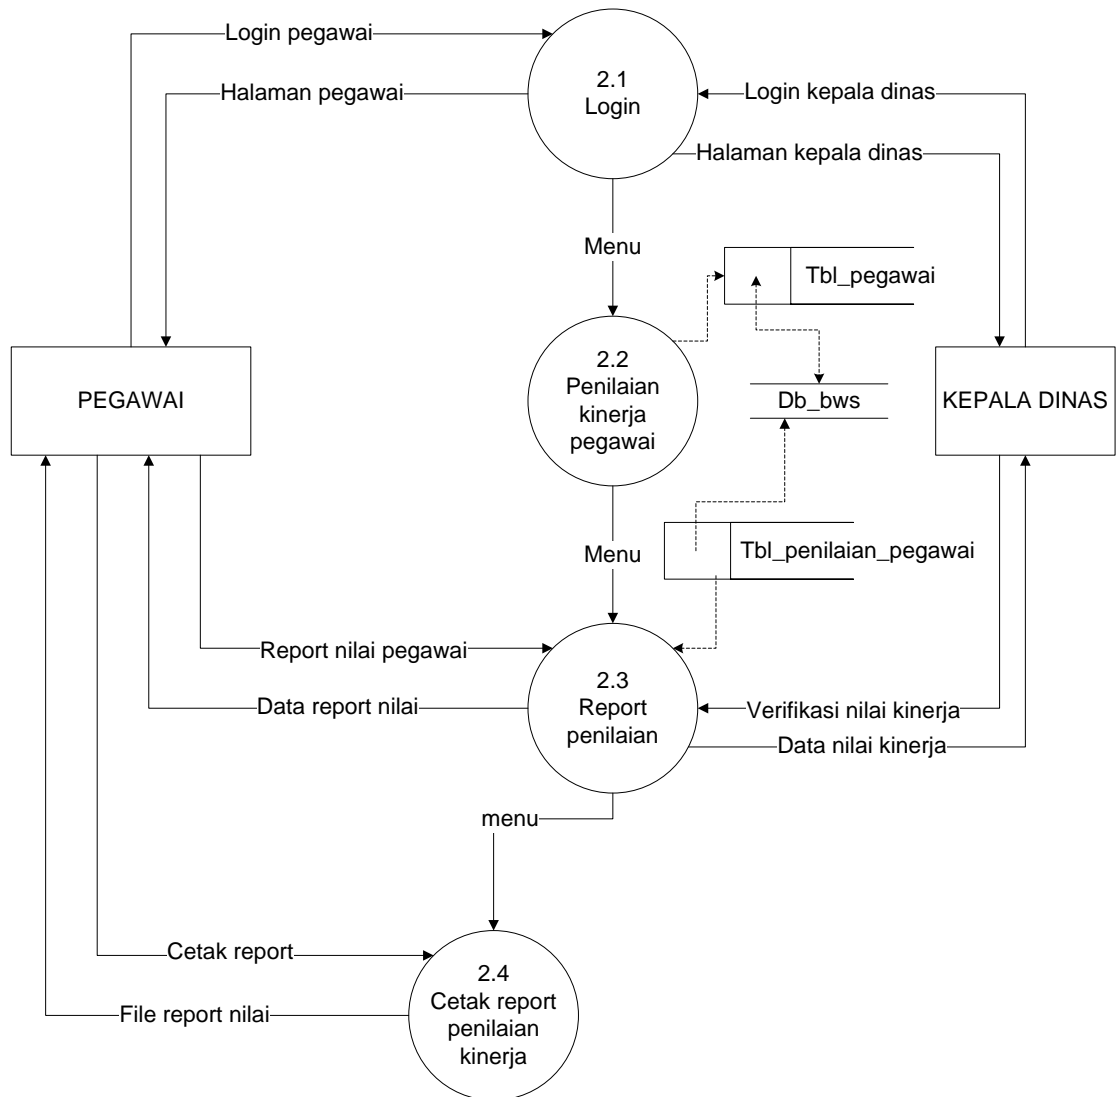 Login pegawai
2.1
Login
Halaman pegawai
Login kepala dinas
Halaman kepala dinas
Menu
Tbl_pegawai
2.2
Penilaian
kinerja
pegawai
PEGAWAI
Db_bws
KEPALA DINAS
Menu
Tbl_penilaian_pegawai
Report nilai pegawai
2.3
Report
penilaian
Data report nilai
Verifikasi nilai kinerja
Data nilai kinerja
menu
Cetak report
2.4
Cetak report
penilaian
kinerja
File report nilai